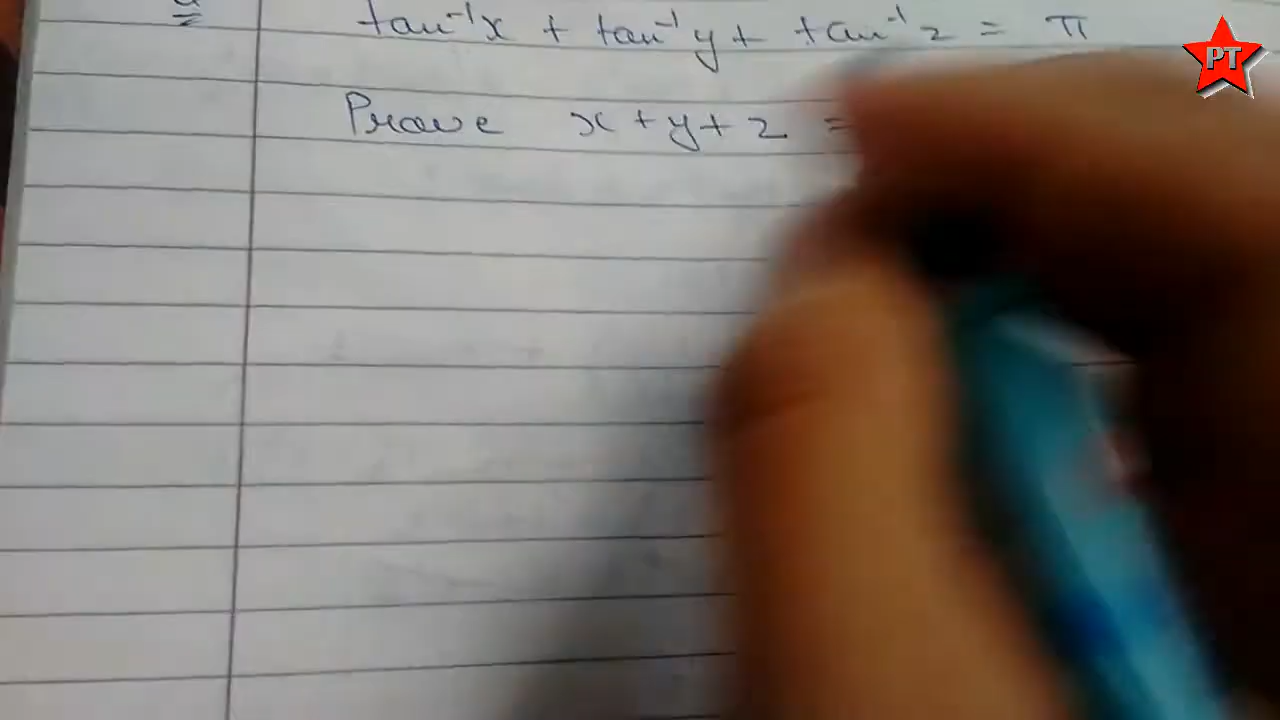 tan⁻¹x + tan⁻¹y + tan⁻¹z = π
Prove x + y + z =
PT